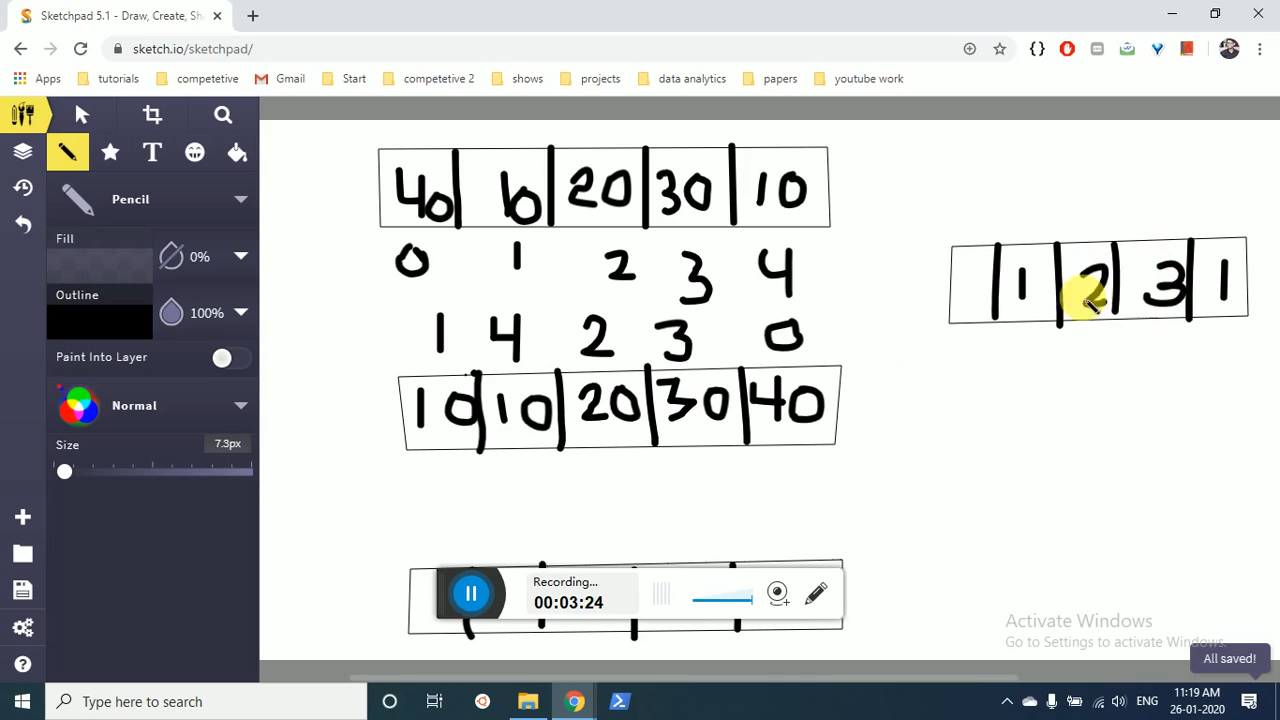 Sketchpad 5.1 - Draw, Create, Sha
sketch.io/sketchpad/
Apps tutorials competetive Gmail Start competetive 2 shows projects data analytics papers youtube work
Pencil
Fill
0%
Outline
100%
Paint Into Layer
Normal
Size
7.3px
40 10 20 30 10
0 1 2 3 4
1 4 2 3 0
10 10 20 30 40
1 2 3 1
Recording...
00:03:24
Activate Windows
Go to Settings to activate Windows.
All saved!
Type here to search
ENG
11:19 AM
26-01-2020